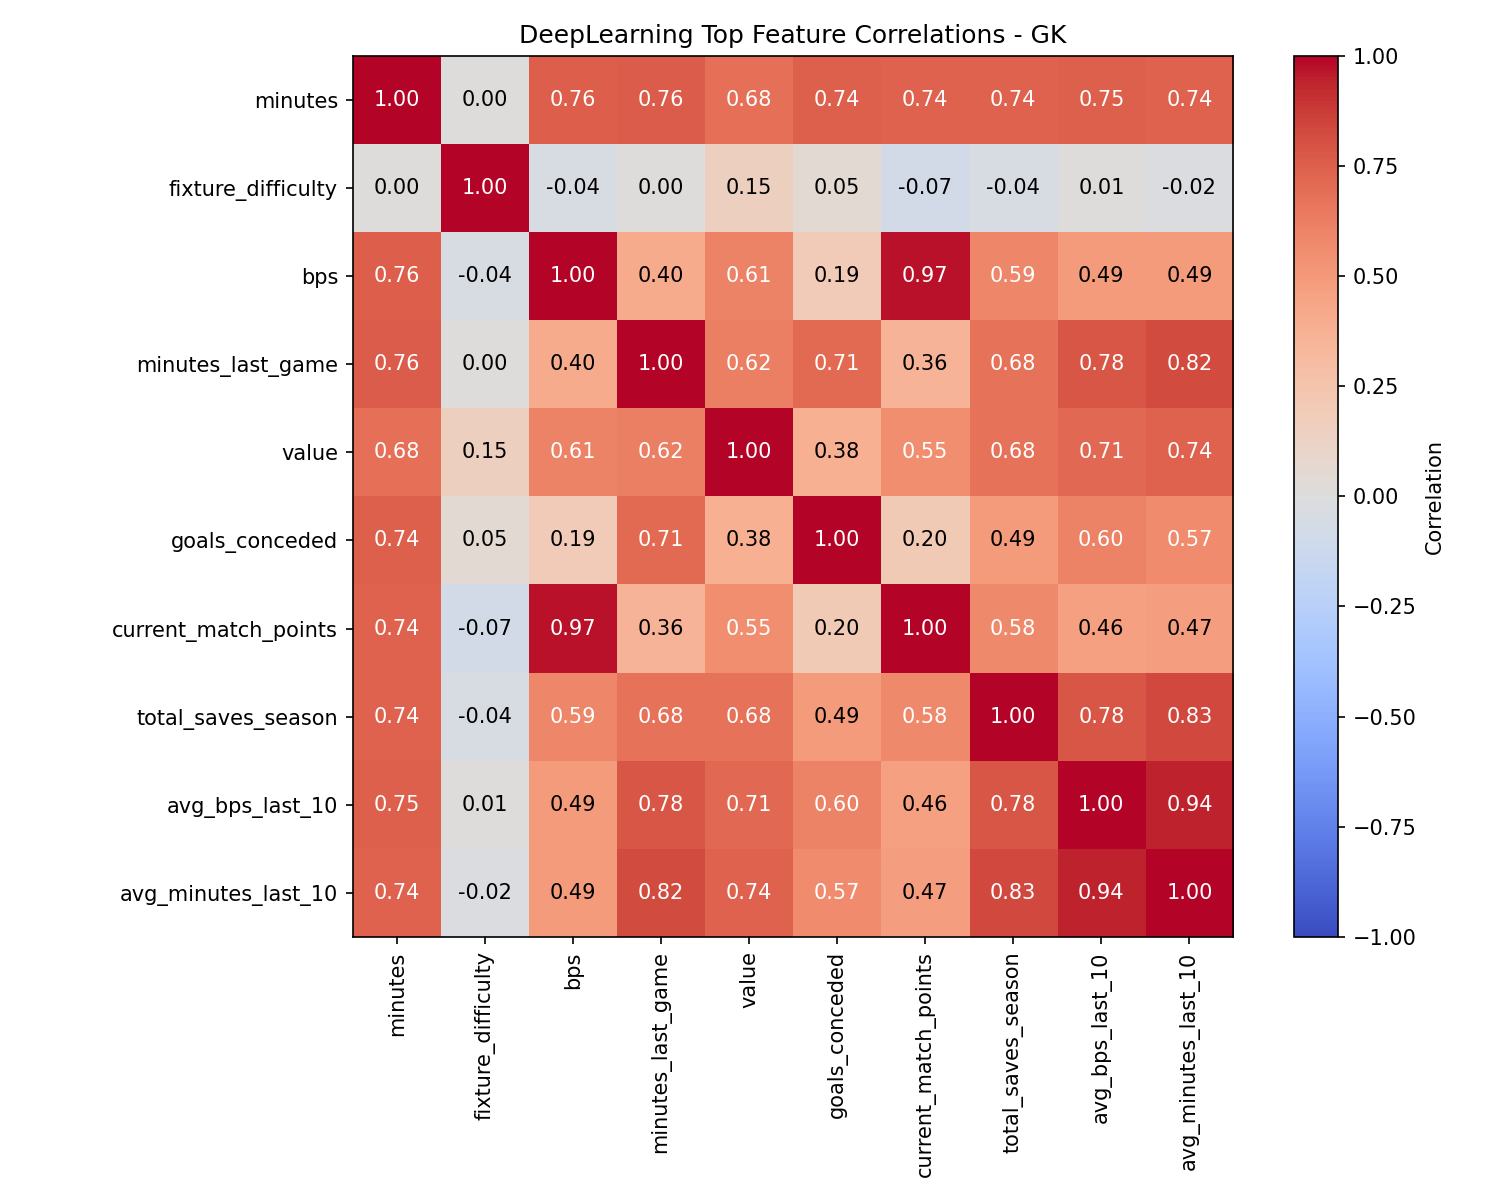 DeepLearning Top Feature Correlations - GK
minutes 1.00 0.00 0.76 0.76 0.68 0.74 0.74 0.74 0.75 0.74
fixture_difficulty 0.00 1.00 -0.04 0.00 0.15 0.05 -0.07 -0.04 0.01 -0.02
bps 0.76 -0.04 1.00 0.40 0.61 0.19 0.97 0.59 0.49 0.49
minutes_last_game 0.76 0.00 0.40 1.00 0.62 0.71 0.36 0.68 0.78 0.82
value 0.68 0.15 0.61 0.62 1.00 0.38 0.55 0.68 0.71 0.74
goals_conceded 0.74 0.05 0.19 0.71 0.38 1.00 0.20 0.49 0.60 0.57
current_match_points 0.74 -0.07 0.97 0.36 0.55 0.20 1.00 0.58 0.46 0.47
total_saves_season 0.74 -0.04 0.59 0.68 0.68 0.49 0.58 1.00 0.78 0.83
avg_bps_last_10 0.75 0.01 0.49 0.78 0.71 0.60 0.46 0.78 1.00 0.94
avg_minutes_last_10 0.74 -0.02 0.49 0.82 0.74 0.57 0.47 0.83 0.94 1.00
minutes
fixture_difficulty
bps
minutes_last_game
value
goals_conceded
current_match_points
total_saves_season
avg_bps_last_10
avg_minutes_last_10
1.00
0.75
0.50
0.25
0.00
−0.25
−0.50
−0.75
−1.00
Correlation